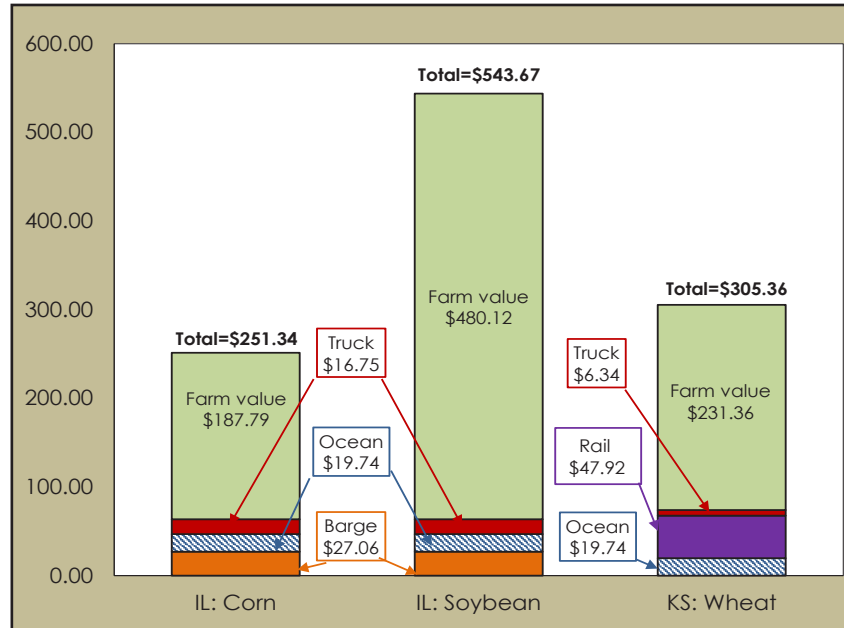 600.00
500.00
400.00
300.00
200.00
100.00
0.00
Total=$251.34
Farm value
$187.79
Total=$543.67
Farm value
$480.12
Total=$305.36
Farm value
$231.36
Truck
$16.75
Ocean
$19.74
Barge
$27.06
Truck
$6.34
Rail
$47.92
Ocean
$19.74
IL: Corn
IL: Soybean
KS: Wheat